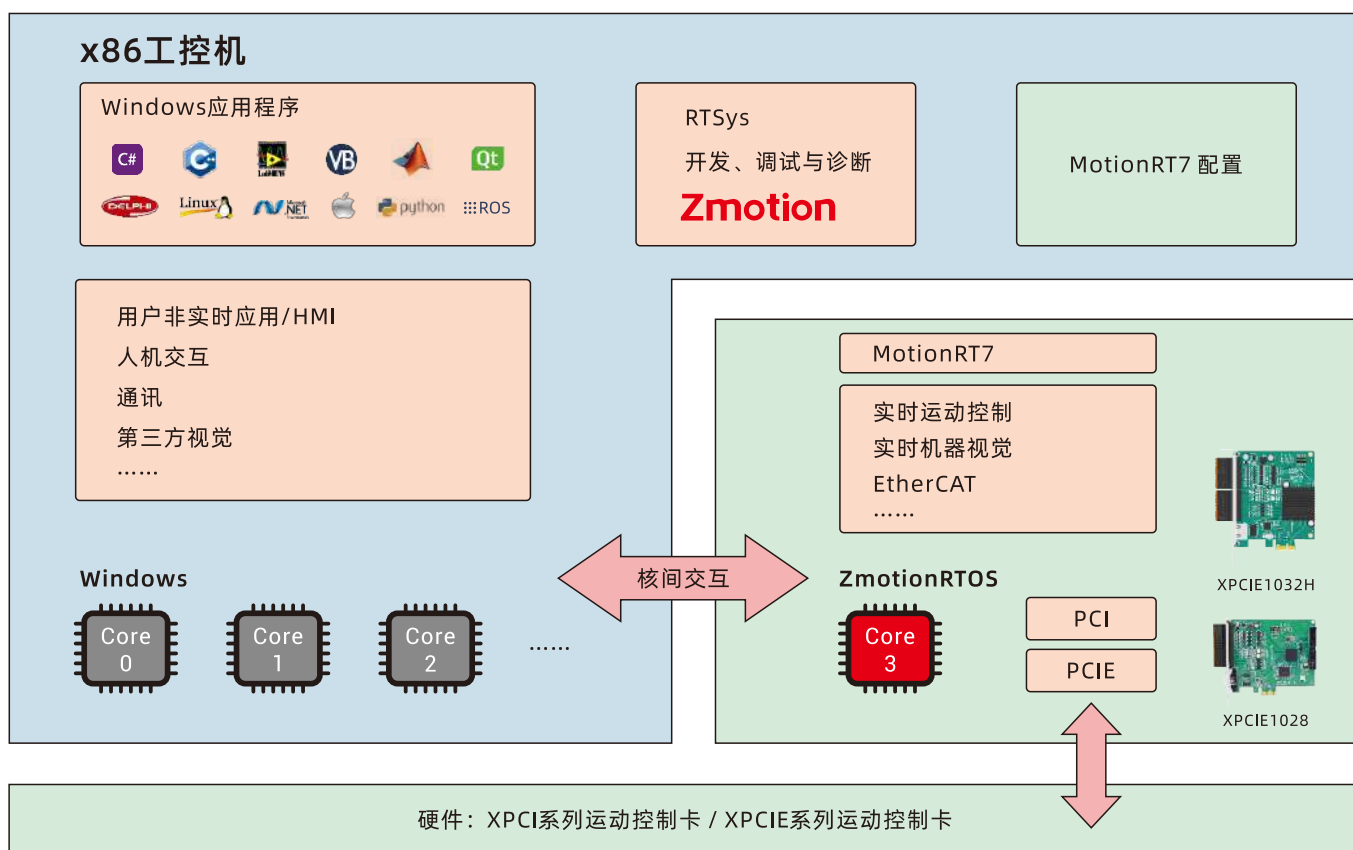 x86工控机
Windows应用程序
C#
C++
LabVIEW
VB
Qt
DELPHI
Linux
Microsoft
.NET
python
ROS
RTSys
开发、调试与诊断
Zmotion
MotionRT7 配置
用户非实时应用/HMI
人机交互
通讯
第三方视觉
……
MotionRT7
实时运动控制
实时机器视觉
EtherCAT
……
XPCIE1032H
Windows
核间交互
ZmotionRTOS
Core
0
Core
1
Core
2
……
Core
3
PCI
PCIE
XPCIE1028
硬件：XPCI系列运动控制卡 / XPCIE系列运动控制卡